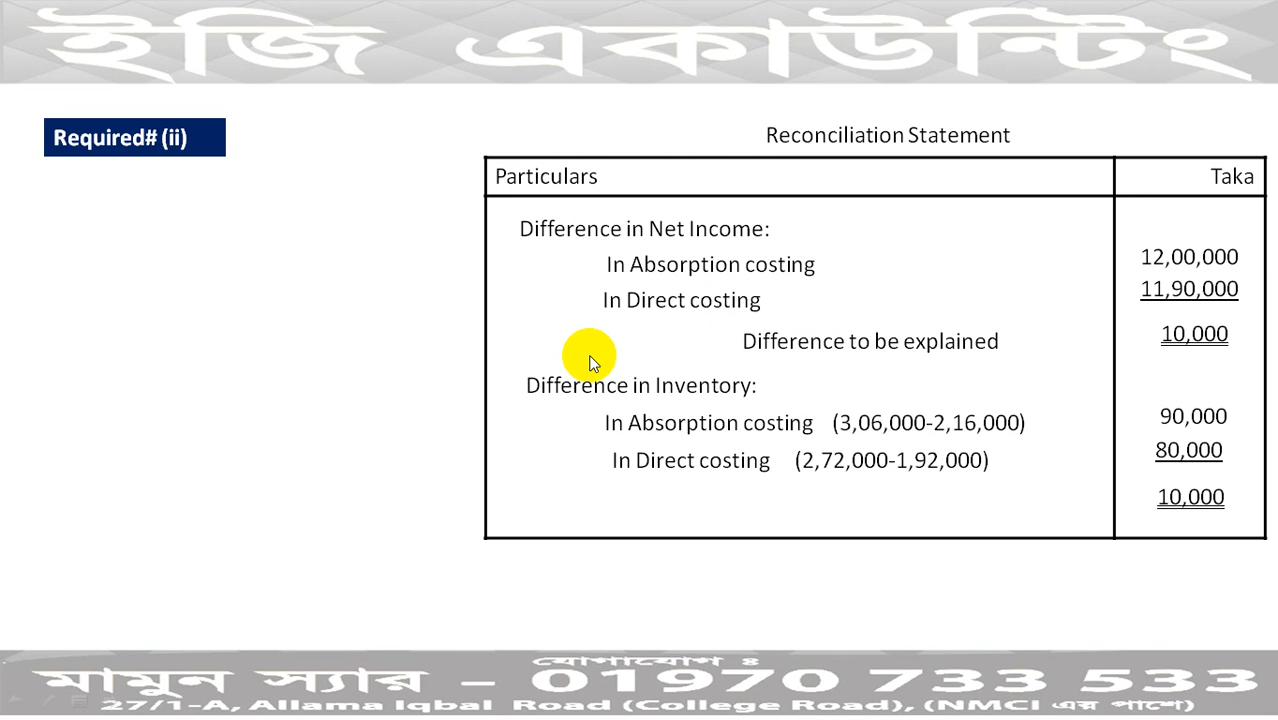 ইজি একাউন্টিং
Required# (ii)
Reconciliation Statement
Particulars Taka
Difference in Net Income:
In Absorption costing 12,00,000
In Direct costing 11,90,000
Difference to be explained 10,000
Difference in Inventory:
In Absorption costing (3,06,000-2,16,000) 90,000
In Direct costing (2,72,000-1,92,000) 80,000
10,000
যোগাযোগ ঃ
মামুন স্যার – 01970 733 533
27/1-A, Allama Iqbal Road (College Road), (NMCI এর পাশে)